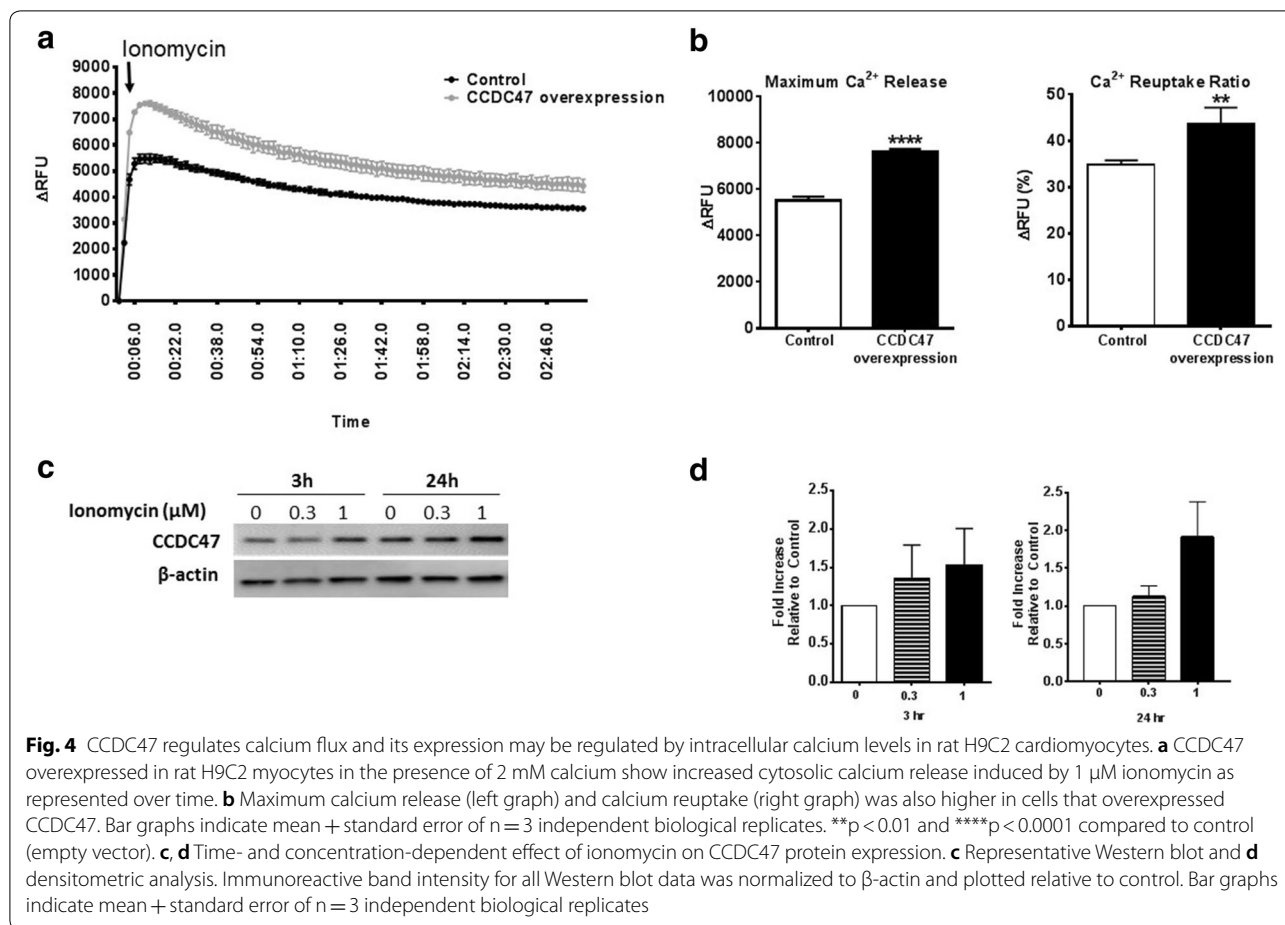 a
Ionomycin
9000
8000
7000
6000
5000
4000
3000
2000
1000
0
ΔRFU
Control
CCDC47 overexpression
00:06.0
00:22.0
00:38.0
00:54.0
01:10.0
01:26.0
01:42.0
01:58.0
02:14.0
02:30.0
02:46.0
Time
b
Maximum Ca²⁺ Release
10000
8000
6000
4000
2000
0
ΔRFU
****
Control
CCDC47
overexpression
Ca²⁺ Reuptake Ratio
50
40
30
20
10
0
ΔRFU (%)
**
Control
CCDC47
overexpression
c
3h 24h
Ionomycin (μM) 0 0.3 1 0 0.3 1
CCDC47
β-actin
d
2.5
2.0
1.5
1.0
0.5
0.0
Fold Increase
Relative to Control
0 0.3 1
3 hr
2.5
2.0
1.5
1.0
0.5
0.0
Fold Increase
Relative to Control
0 0.3 1
24 hr
Fig. 4 CCDC47 regulates calcium flux and its expression may be regulated by intracellular calcium levels in rat H9C2 cardiomyocytes. a CCDC47
overexpressed in rat H9C2 myocytes in the presence of 2 mM calcium show increased cytosolic calcium release induced by 1 μM ionomycin as
represented over time. b Maximum calcium release (left graph) and calcium reuptake (right graph) was also higher in cells that overexpressed
CCDC47. Bar graphs indicate mean + standard error of n = 3 independent biological replicates. **p < 0.01 and ****p < 0.0001 compared to control
(empty vector). c, d Time- and concentration-dependent effect of ionomycin on CCDC47 protein expression. c Representative Western blot and d
densitometric analysis. Immunoreactive band intensity for all Western blot data was normalized to β-actin and plotted relative to control. Bar graphs
indicate mean + standard error of n = 3 independent biological replicates